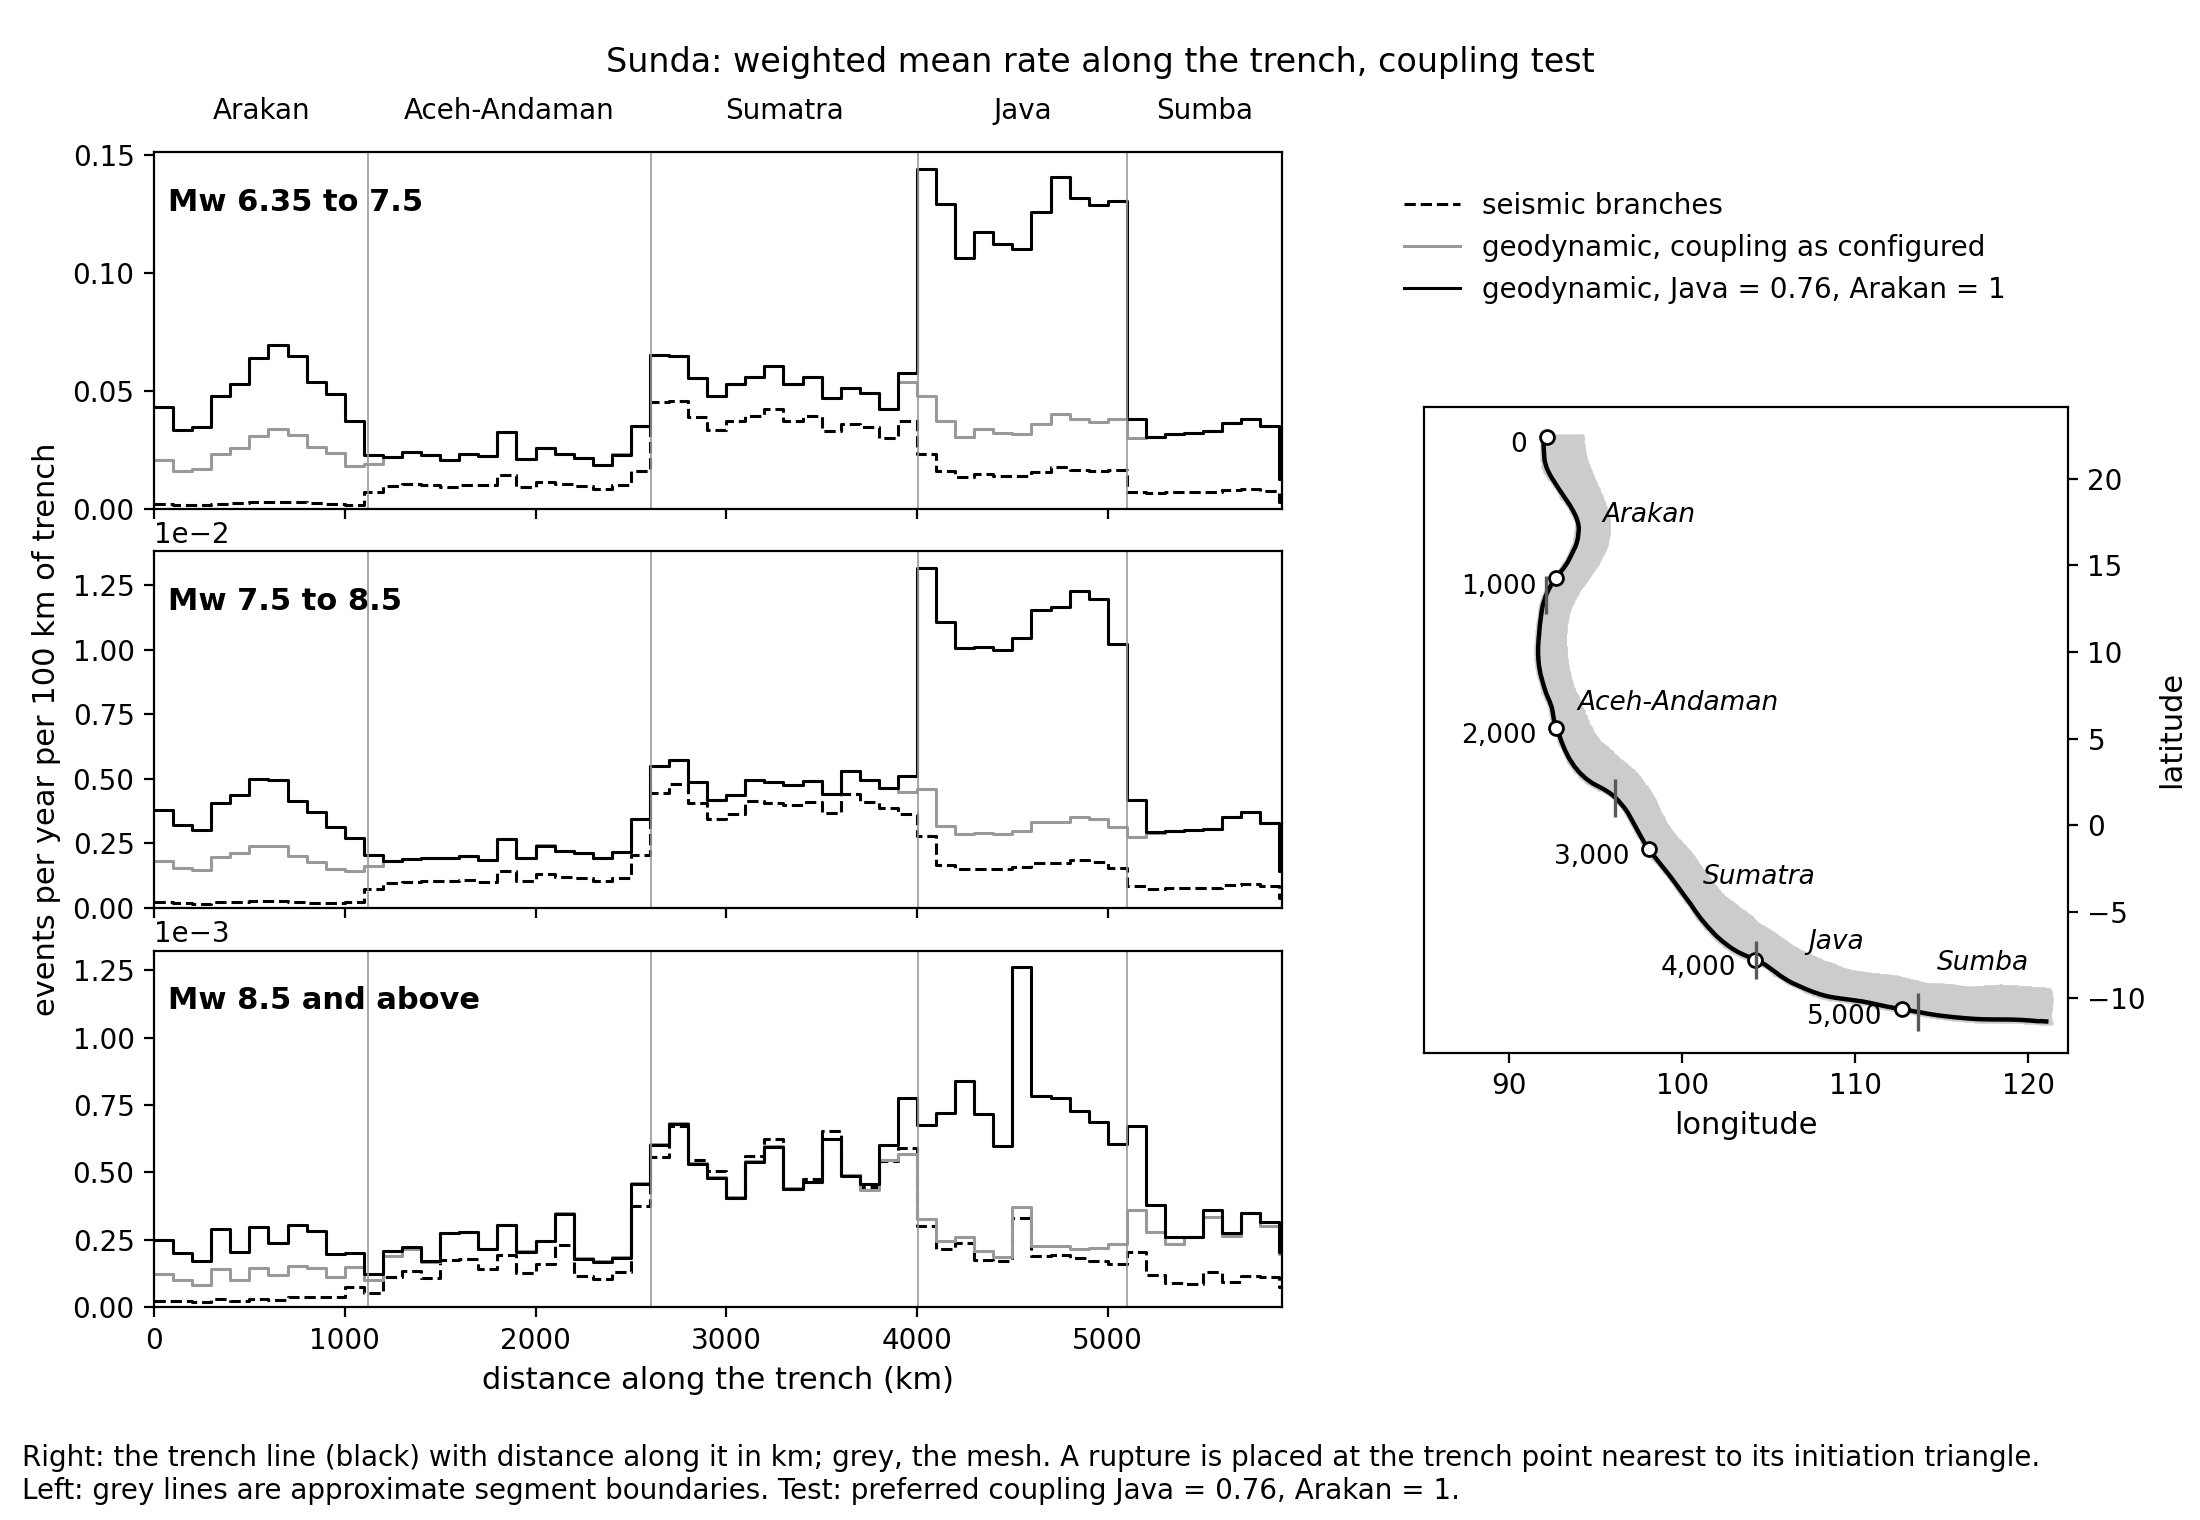 Sunda: weighted mean rate along the trench, coupling test
Arakan Aceh-Andaman Sumatra Java Sumba
Mw 6.35 to 7.5
0.15
0.10
0.05
0.00
1e−2
Mw 7.5 to 8.5
1.25
1.00
0.75
0.50
0.25
0.00
1e−3
Mw 8.5 and above
1.25
1.00
0.75
0.50
0.25
0.00
0 1000 2000 3000 4000 5000
distance along the trench (km)
events per year per 100 km of trench
seismic branches
geodynamic, coupling as configured
geodynamic, Java = 0.76, Arakan = 1
0
Arakan
1,000
Aceh-Andaman
2,000
3,000
Sumatra
Java
4,000
Sumba
5,000
20
15
10
5
0
−5
−10
latitude
90 100 110 120
longitude
Right: the trench line (black) with distance along it in km; grey, the mesh. A rupture is placed at the trench point nearest to its initiation triangle.
Left: grey lines are approximate segment boundaries. Test: preferred coupling Java = 0.76, Arakan = 1.